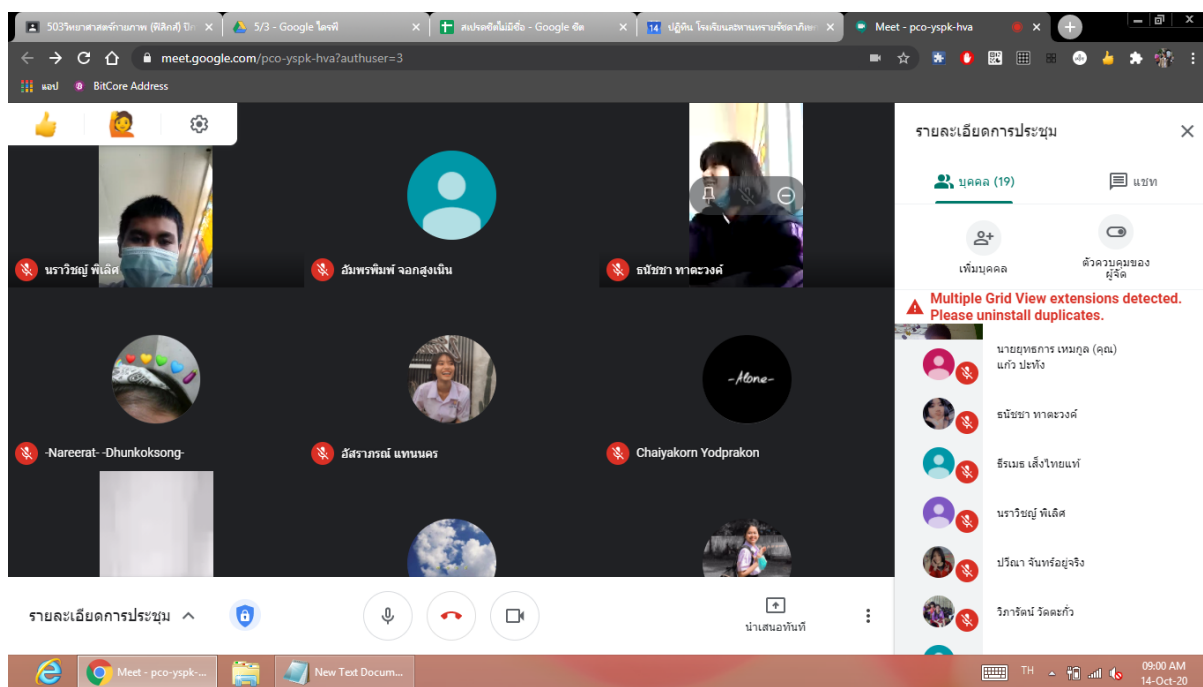 503วิทยาศาสตร์กายภาพ (ฟิสิกส์) ปีก
5/3 - Google ไดรฟ์
สเปรดชีตไม่มีชื่อ - Google ชีต
14 ปฏิทิน โรงเรียนสะพานทรายรัชดาภิเษก
Meet - pco-yspk-hva
meet.google.com/pco-yspk-hva?authuser=3
แอป
BitCore Address
นราวิชญ์ พิเลิศ
อัมพรพิมพ์ จอกสูงเนิน
ธนัชชา ทาตะวงค์
-Alone-
-Nareerat- -Dhunkoksong-
อัสราภรณ์ แทนนคร
Chaiyakorn Yodprakon
รายละเอียดการประชุม
บุคคล (19)
แชท
เพิ่มบุคคล
ตัวควบคุมของ
ผู้จัด
Multiple Grid View extensions detected.
Please uninstall duplicates.
นายยุทธการ เหมกูล (คุณ)
แก้ว ปะทัง
ธนัชชา ทาตะวงค์
ธีรเมธ เส็งไทยแท้
นราวิชญ์ พิเลิศ
ปวีณา จันทร์อยู่จริง
วิภารัตน์ วัดตะกั่ว
รายละเอียดการประชุม
นำเสนอทันที
Meet - pco-yspk-...
New Text Docum...
TH
09:00 AM
14-Oct-20